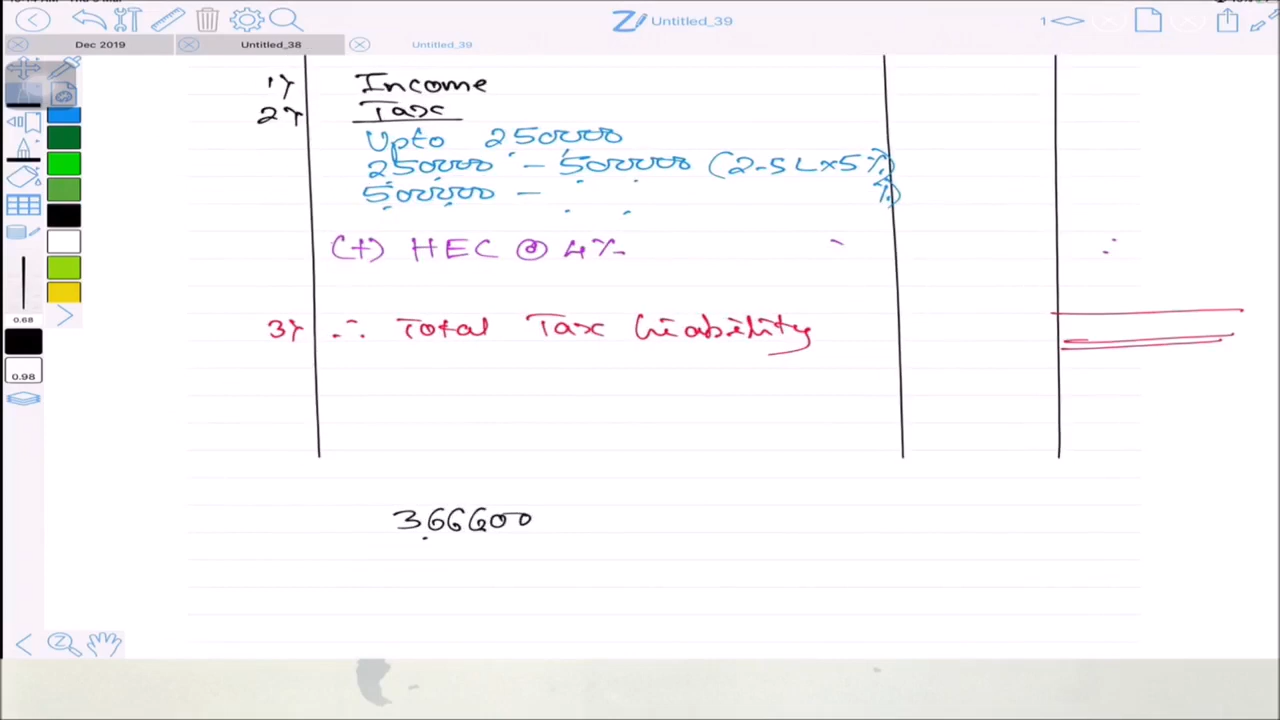 Untitled_39
1
Dec 2019
Untitled_38
Untitled_39
1) Income
2) Tax
Upto 250000
250000 - 500000 (2.5L×5%)
500000 - %)
(+) HEC @ 4%
3) ∴ Total Tax Liability
0.68
0.98
366600